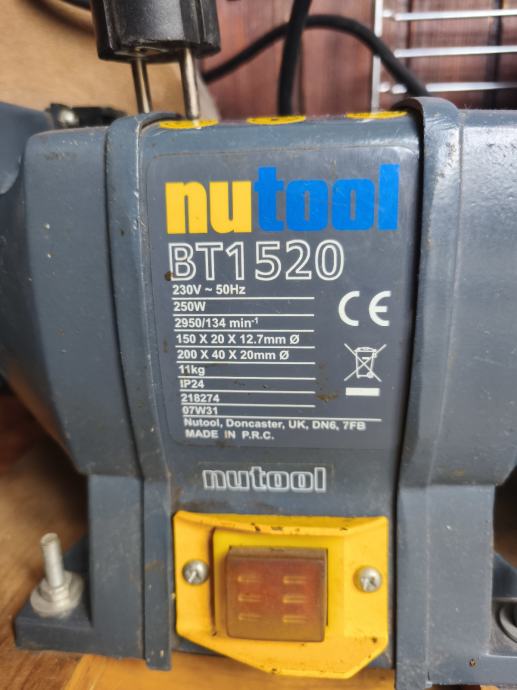 nutool
BT1520
230V ~ 50Hz
250W
2950/134 min⁻¹
150 X 20 X 12.7mm Ø
200 X 40 X 20mm Ø
11kg
IP24
218274
07W31
Nutool, Doncaster, UK, DN6, 7FB
MADE IN P.R.C.
CE
nutool